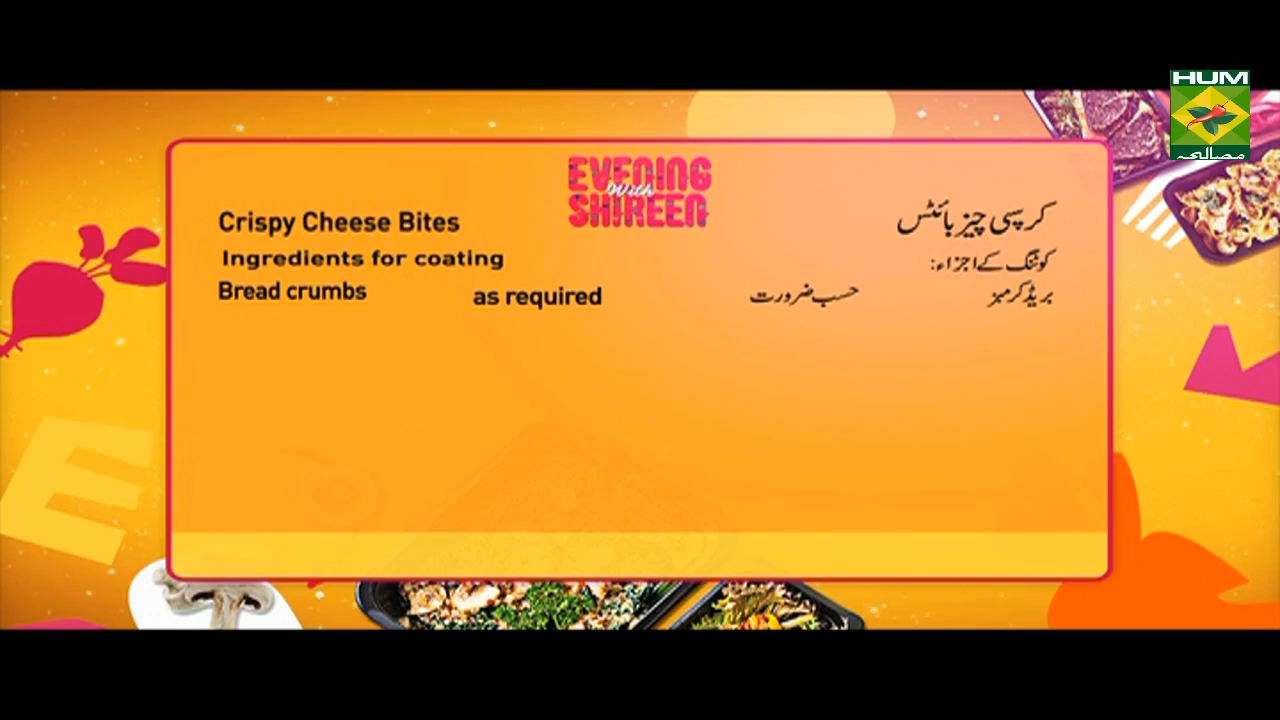 HUM
مصالحہ
EVENING
With
SHIREEN
Crispy Cheese Bites کرسپی چیز بائٹس
Ingredients for coating کوٹنگ کے اجزاء:
Bread crumbs as required حسب ضرورت بریڈ کرمبز